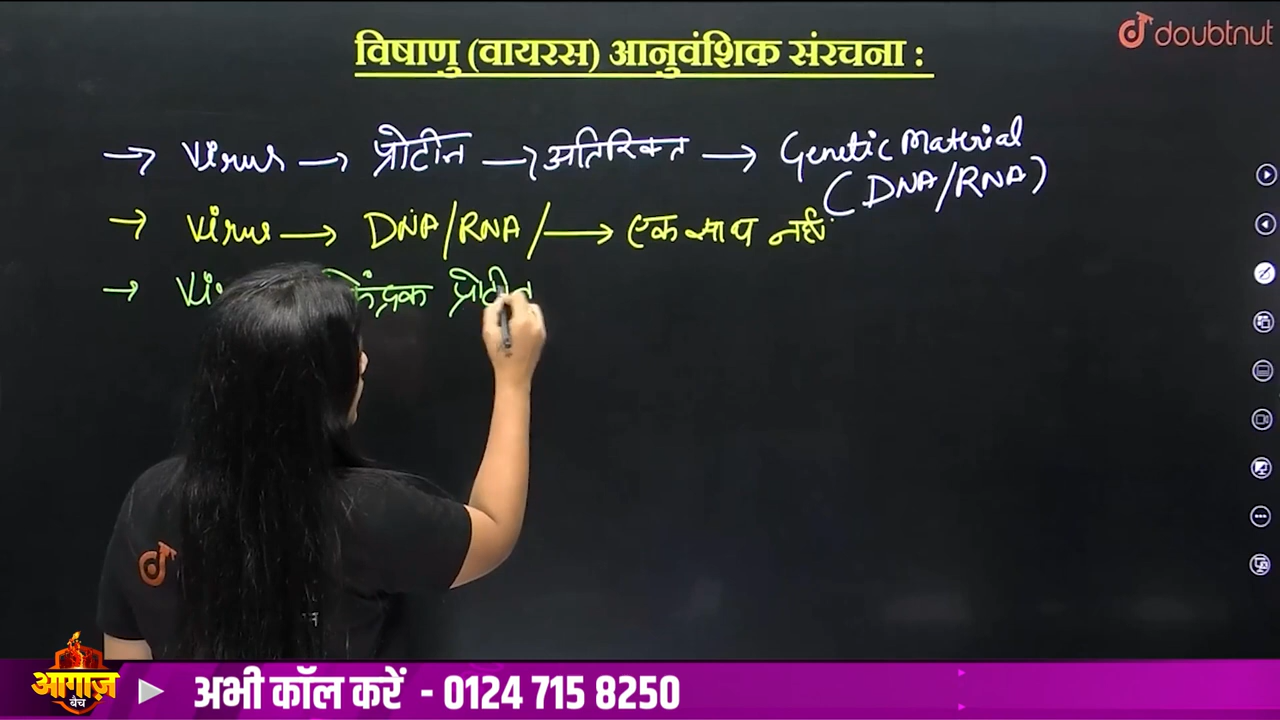 doubtnut
विषाणु (वायरस) आनुवंशिक संरचना :
→ Virus → प्रोटीन → अतिरिक्त → Genetic Material
(DNA/RNA)
→ Virus → DNA/RNA/→ एक साथ नहीं
→ केंद्रक प्रोटीन
आगाज़
बैच
अभी कॉल करें - 0124 715 8250